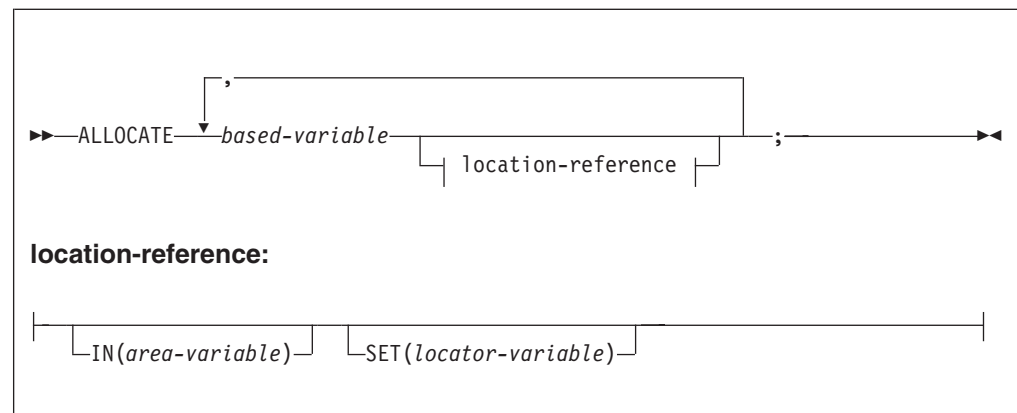 ,
ALLOCATE based-variable ;
location-reference
location-reference:
IN(area-variable) SET(locator-variable)